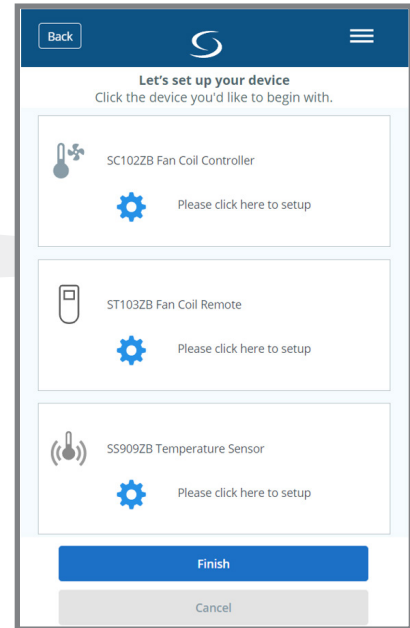 Back
Let's set up your device
Click the device you'd like to begin with.
SC102ZB Fan Coil Controller
Please click here to setup
ST103ZB Fan Coil Remote
Please click here to setup
SS909ZB Temperature Sensor
Please click here to setup
Finish
Cancel